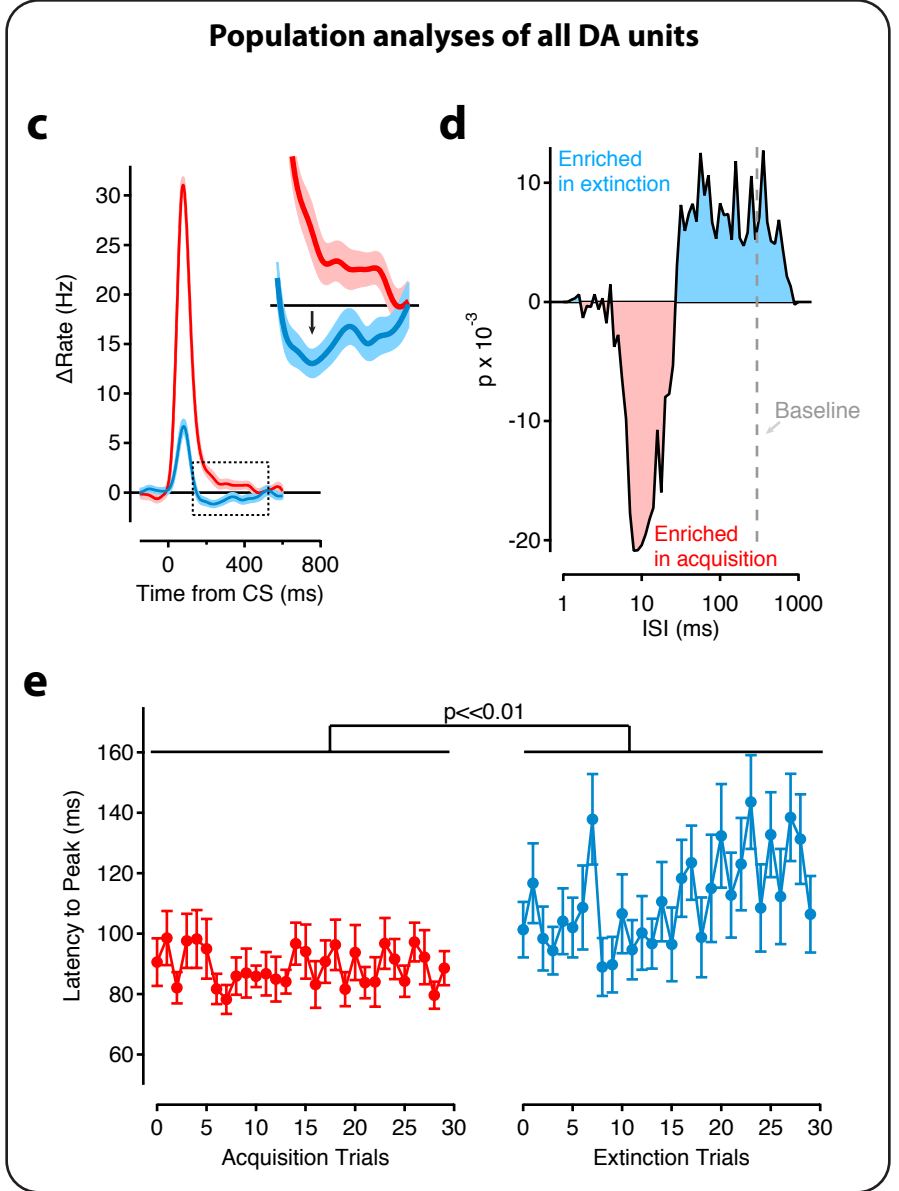 Population analyses of all DA units
c
d
ΔRate (Hz)
30
25
20
15
10
5
0
0
400
800
Time from CS (ms)
Enriched
in extinction
p x 10-3
10
0
-10
-20
Baseline
Enriched
in acquisition
1
10
100
1000
ISI (ms)
e
p<<0.01
Latency to Peak (ms)
160
140
120
100
80
60
0
5
10
15
20
25
30
Acquisition Trials
0
5
10
15
20
25
30
Extinction Trials